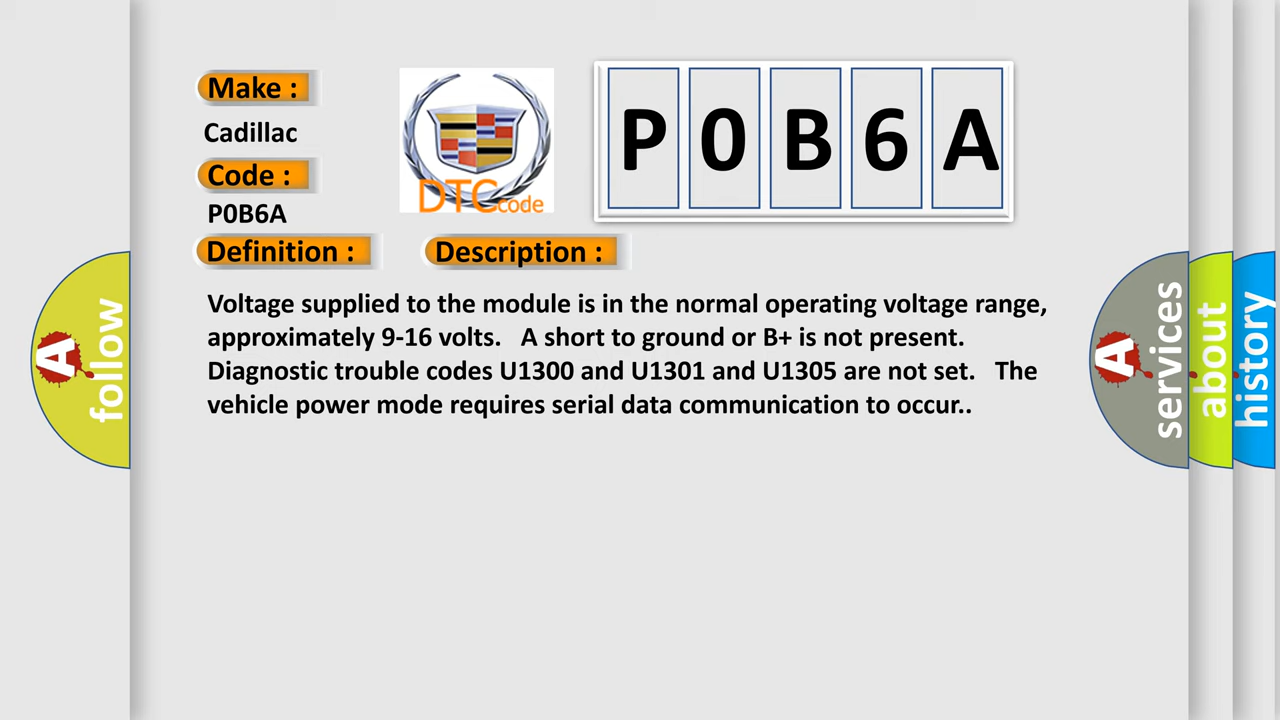 Make :
Cadillac
Code :
P0B6A
Definition :
Description :
DTCcode
P0B6A
Voltage supplied to the module is in the normal operating voltage range,
approximately 9-16 volts A short to ground or B+ is not present
Diagnostic trouble codes U1300 and U1301 and U1305 are not set The
vehicle power mode requires serial data communication to occur..
A follow
A services
about
history